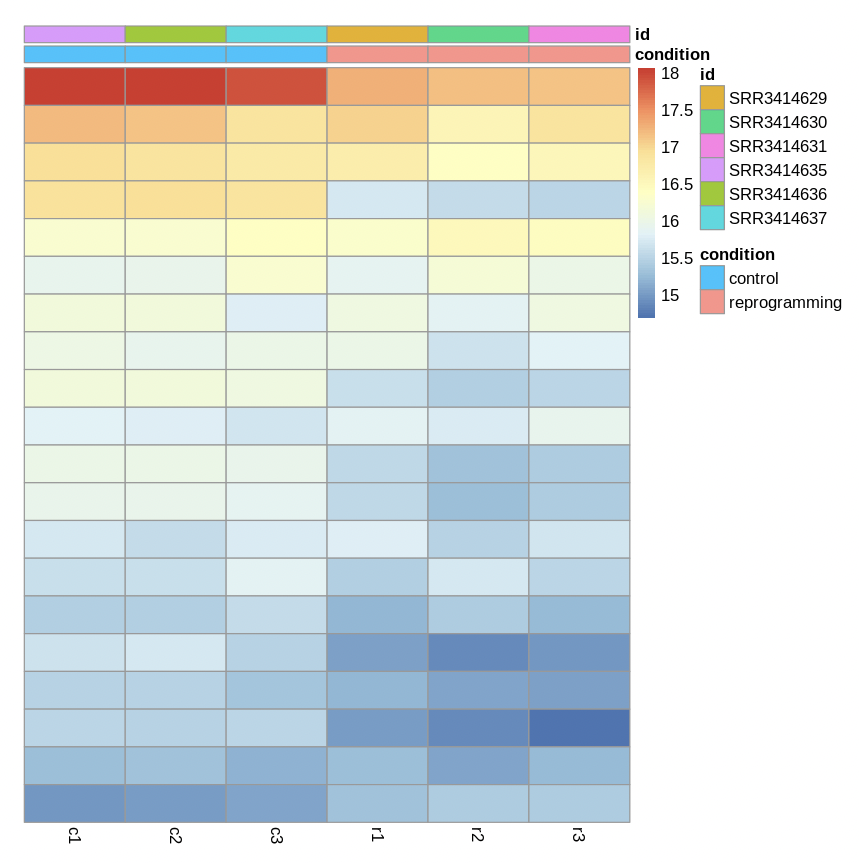 id
condition
18
17.5
17
16.5
16
15.5
15
id
SRR3414629
SRR3414630
SRR3414631
SRR3414635
SRR3414636
SRR3414637
condition
control
reprogramming
c1
c2
c3
r1
r2
r3